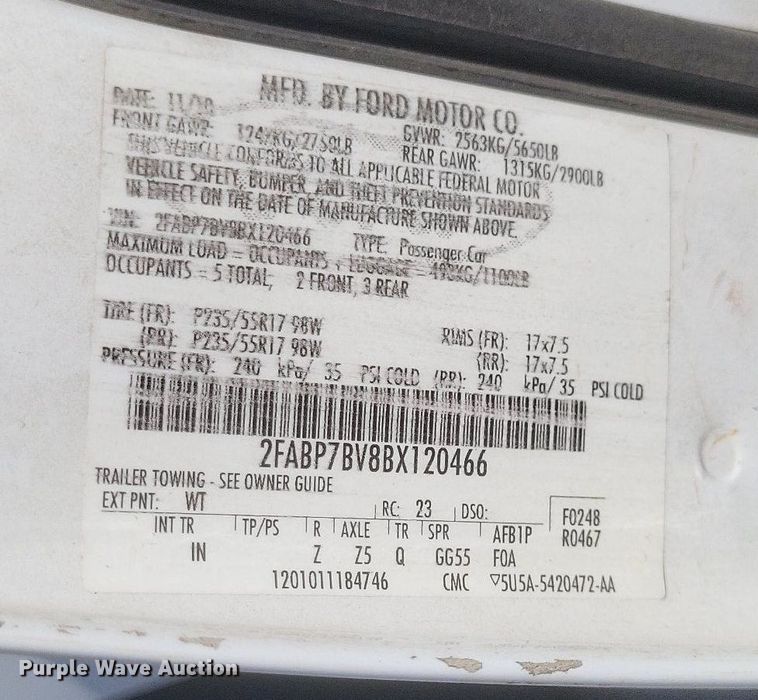 MFD. BY FORD MOTOR CO.
DATE: 11/10 GVWR: 2563KG/5650LB
FRONT GAWR: 1247KG/2750LB REAR GAWR: 1315KG/2900LB
THIS VEHICLE CONFORMS TO ALL APPLICABLE FEDERAL MOTOR
VEHICLE SAFETY, BUMPER, AND THEFT PREVENTION STANDARDS
IN EFFECT ON THE DATE OF MANUFACTURE SHOWN ABOVE.
VIN: 2FABP7BV8BX120466 TYPE: Passenger Car
MAXIMUM LOAD = OCCUPANTS + LUGGAGE = 498KG/1100LB
OCCUPANTS = 5 TOTAL, 2 FRONT, 3 REAR
TIRE (FR): P235/55R17 98W RIMS (FR): 17x7.5
(RR): P235/55R17 98W (RR): 17x7.5
PRESSURE (FR): 240 kPa/ 35 PSI COLD (RR): 240 kPa/ 35 PSI COLD
2FABP7BV8BX120466
TRAILER TOWING - SEE OWNER GUIDE
EXT PNT: WT RC: 23 DSO: F0248
INT TR TP/PS R AXLE TR SPR AFB1P R0467
IN Z Z5 Q GG55 FOA
1201011184746 CMC ▽5U5A-5420472-AA
Purple Wave Auction